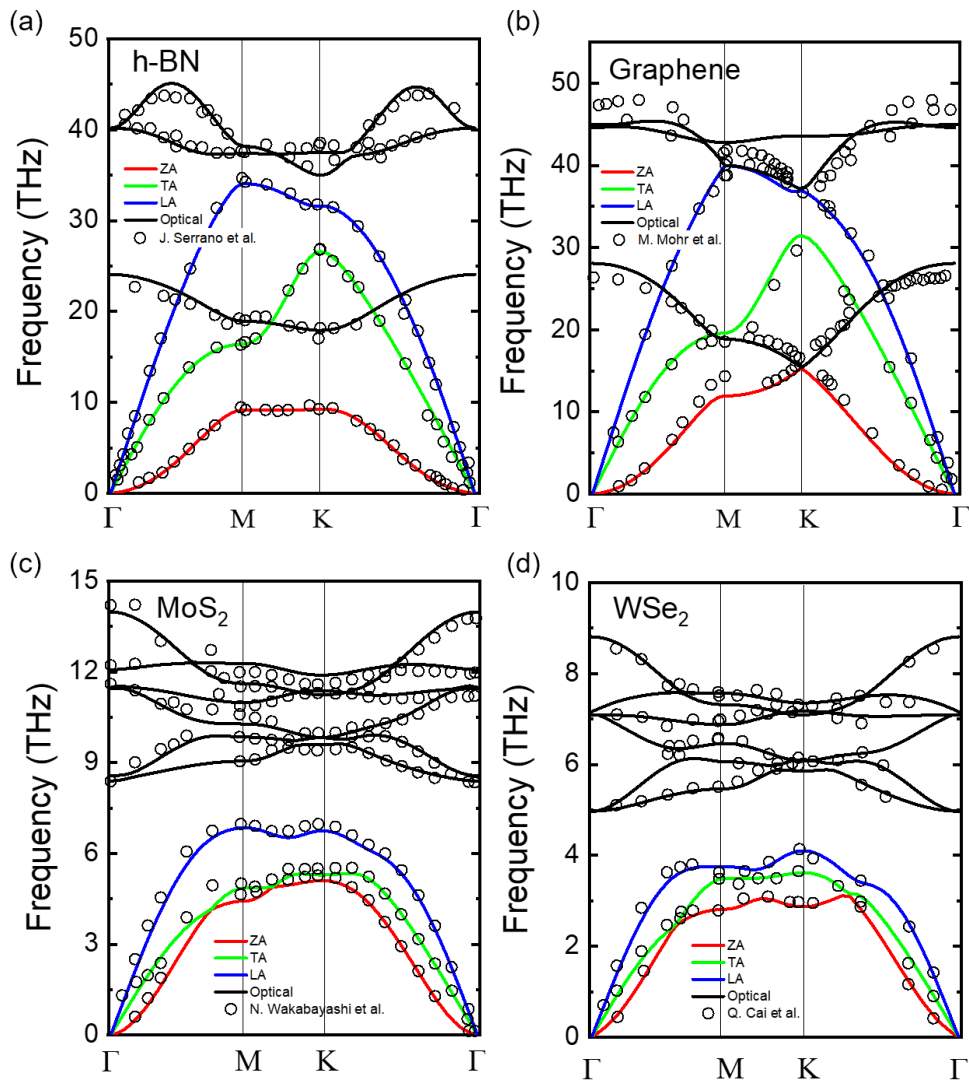 (a)
h-BN
Frequency (THz)
50
40
30
20
10
0
ZA
TA
LA
Optical
J. Serrano et al.
Γ M K Γ
(b)
Graphene
Frequency (THz)
50
40
30
20
10
0
ZA
TA
LA
Optical
M. Mohr et al.
Γ M K Γ
(c)
MoS₂
Frequency (THz)
15
12
9
6
3
0
ZA
TA
LA
Optical
N. Wakabayashi et al.
Γ M K Γ
(d)
WSe₂
Frequency (THz)
10
8
6
4
2
0
ZA
TA
LA
Optical
Q. Cai et al.
Γ M K Γ